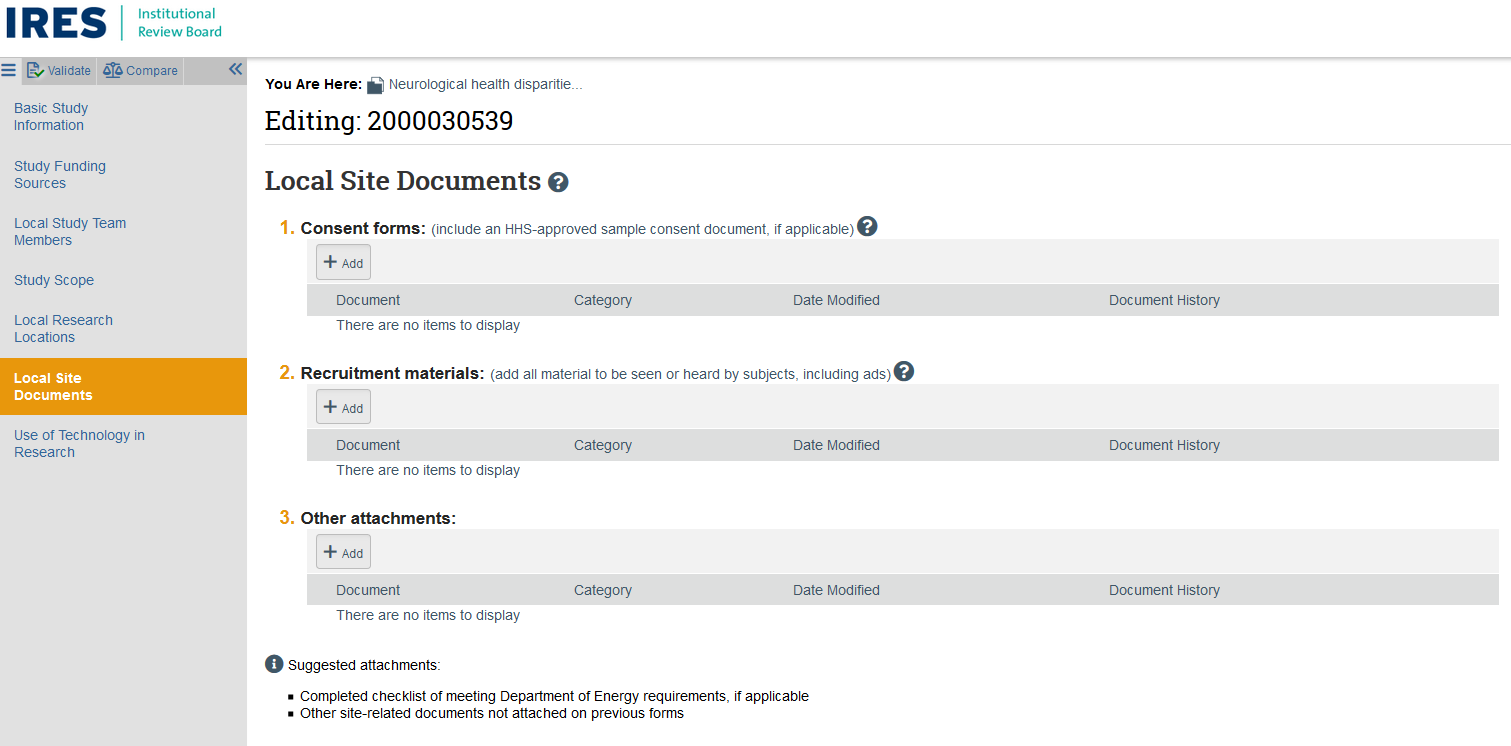 IRES
Institutional
Review Board
Validate
Compare
Basic Study
Information
Study Funding
Sources
Local Study Team
Members
Study Scope
Local Research
Locations
Local Site
Documents
Use of Technology in
Research
You Are Here: Neurological health disparitie...
Editing: 2000030539
Local Site Documents ?
1. Consent forms: (include an HHS-approved sample consent document, if applicable) ?
+ Add
Document Category Date Modified Document History
There are no items to display
2. Recruitment materials: (add all material to be seen or heard by subjects, including ads) ?
+ Add
Document Category Date Modified Document History
There are no items to display
3. Other attachments:
+ Add
Document Category Date Modified Document History
There are no items to display
i Suggested attachments:
▪ Completed checklist of meeting Department of Energy requirements, if applicable
▪ Other site-related documents not attached on previous forms